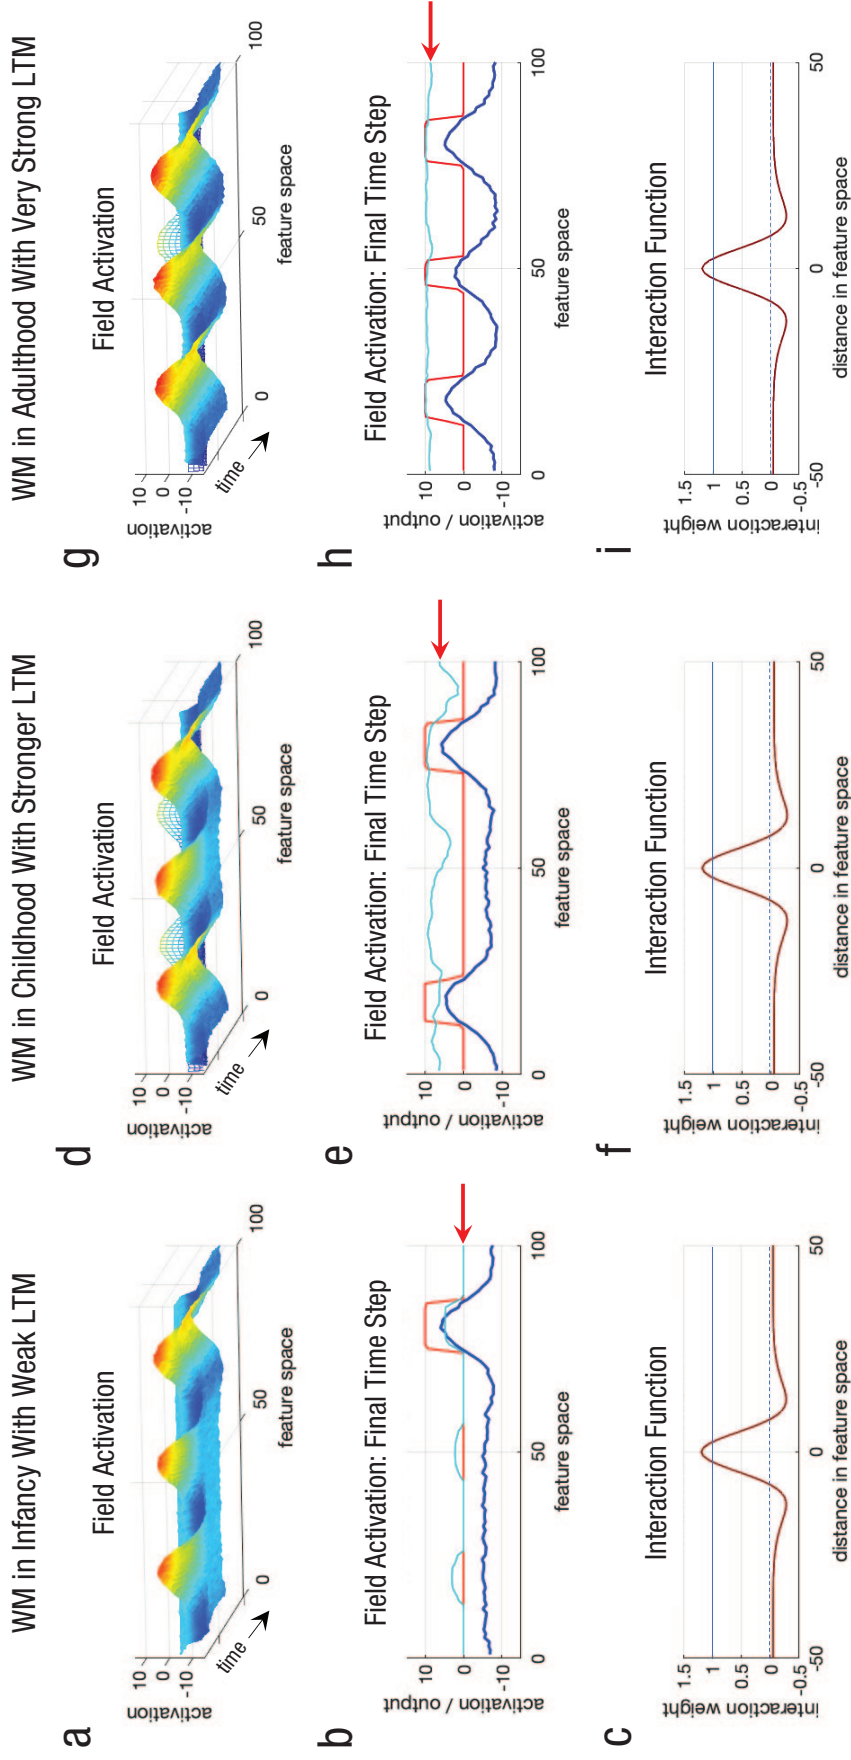 WM in Infancy With Weak LTM
a
Field Activation
activation
10
0
-10
time
0
50
100
feature space
b
Field Activation: Final Time Step
activation / output
10
0
-10
0
50
100
feature space
c
Interaction Function
interaction weight
1.5
1
0.5
0
-0.5
-50
0
50
distance in feature space
WM in Childhood With Stronger LTM
d
Field Activation
activation
10
0
-10
time
0
50
100
feature space
e
Field Activation: Final Time Step
activation / output
10
0
-10
0
50
100
feature space
f
Interaction Function
interaction weight
1.5
1
0.5
0
-0.5
-50
0
50
distance in feature space
WM in Adulthood With Very Strong LTM
g
Field Activation
activation
10
0
-10
time
0
50
100
feature space
h
Field Activation: Final Time Step
activation / output
10
0
-10
0
50
100
feature space
i
Interaction Function
interaction weight
1.5
1
0.5
0
-0.5
-50
0
50
distance in feature space